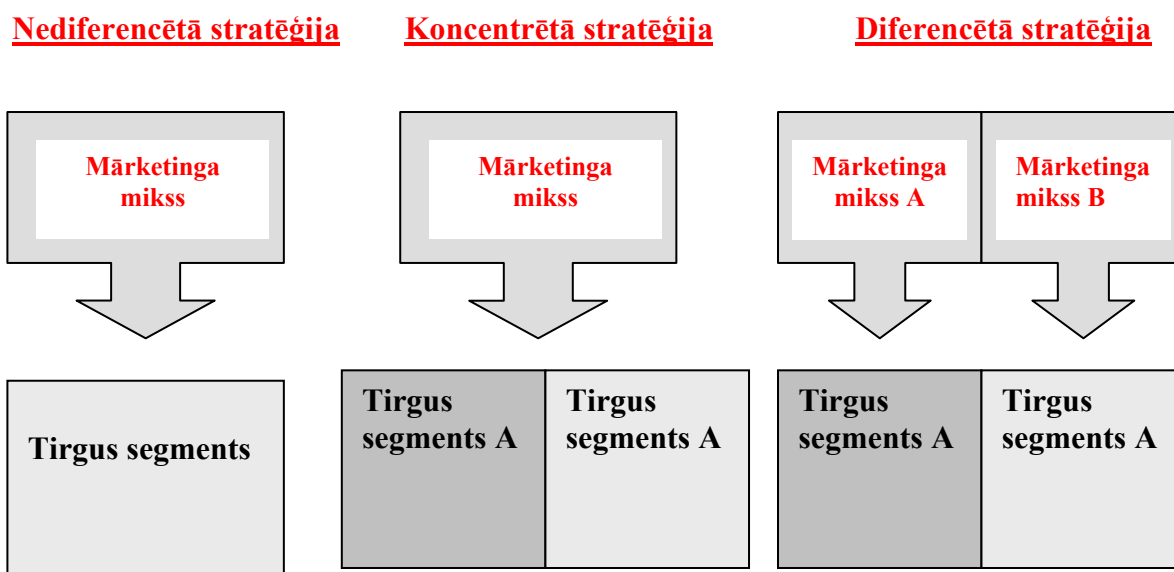 Nediferencētā stratēģija
Koncentrētā stratēģija
Diferencētā stratēģija
Mārketinga
mikss
Mārketinga
mikss
Mārketinga
mikss A
Mārketinga
mikss B
Tirgus segments
Tirgus
segments A
Tirgus
segments A
Tirgus
segments A
Tirgus
segments A